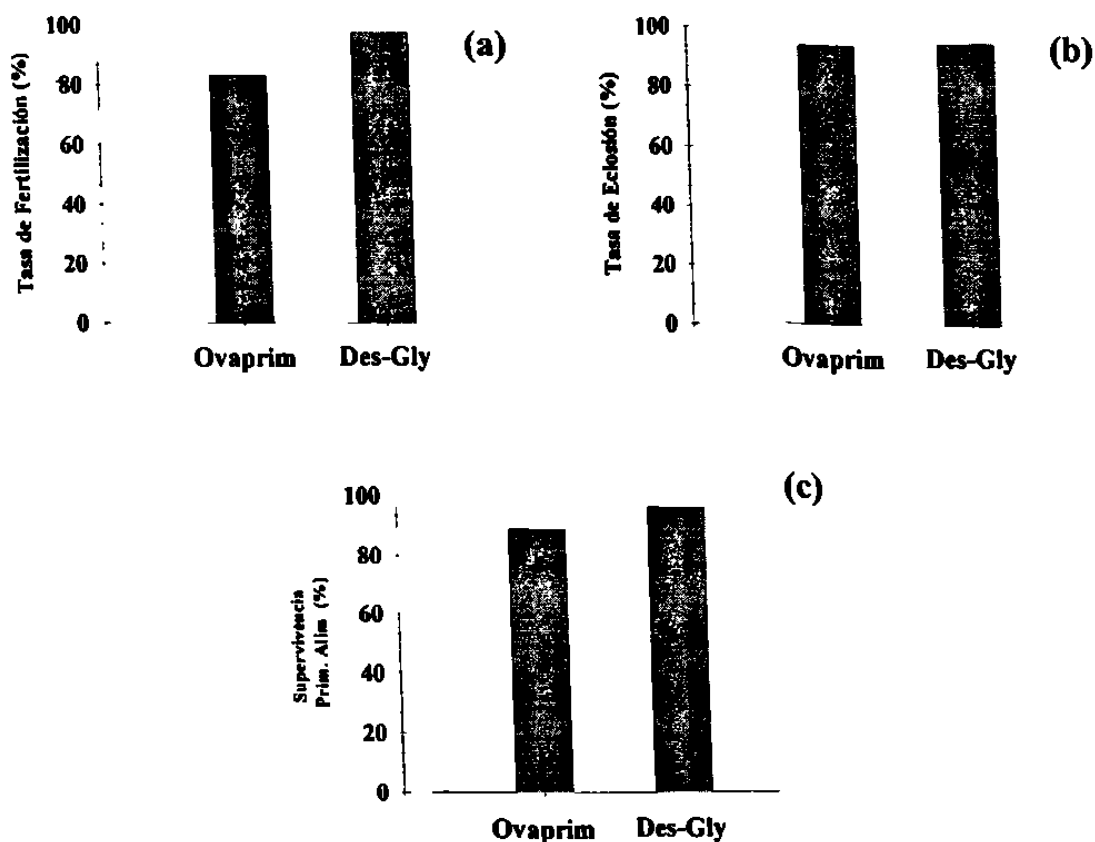 (a)
Tasa de Fertilización (%)
100
80
60
40
20
0
Ovaprim Des-Gly
(b)
Tasa de Eclosión (%)
100
80
60
40
20
0
Ovaprim Des-Gly
(c)
Supervivencia
Prim. Alim (%)
100
80
60
40
20
0
Ovaprim Des-Gly